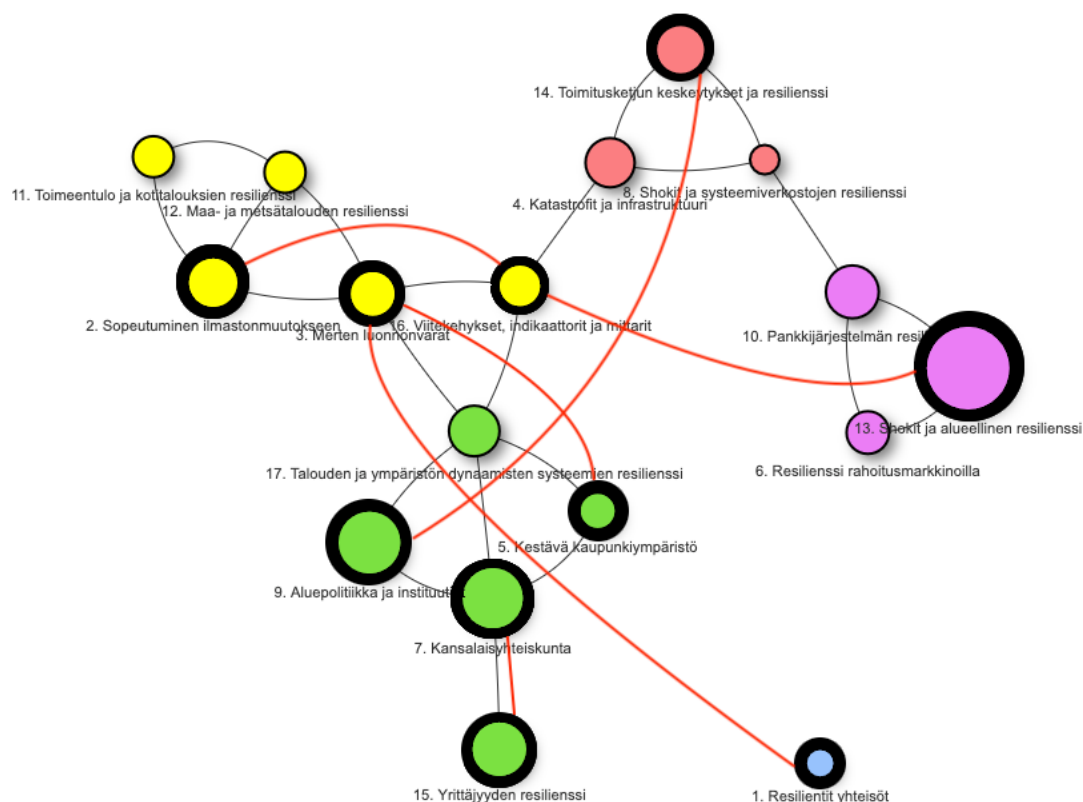 14. Toimitusketjun keskeytykset ja resilienssi
11. Toimeentulo ja kotitalouksien resilienssi
8. Shokit ja systeemiverkostojen resilienssi
4. Katastrofit ja infrastruktuuri
12. Maa- ja metsätalouden resilienssi
2. Sopeutuminen ilmastonmuutokseen
16. Viitekehykset, indikaattorit ja mittarit
3. Merten luonnonvarat
10. Pankkijärjestelmän
13. Shokit ja alueellinen resilienssi
6. Resilienssi rahoitusmarkkinoilla
17. Talouden ja ympäristön dynaamisten systeemien resilienssi
5. Kestävä kaupunkiympäristö
9. Aluepolitiikka ja
7. Kansalaisyhteiskunta
15. Yrittäjyyden resilienssi
1. Resilientit yhteisöt